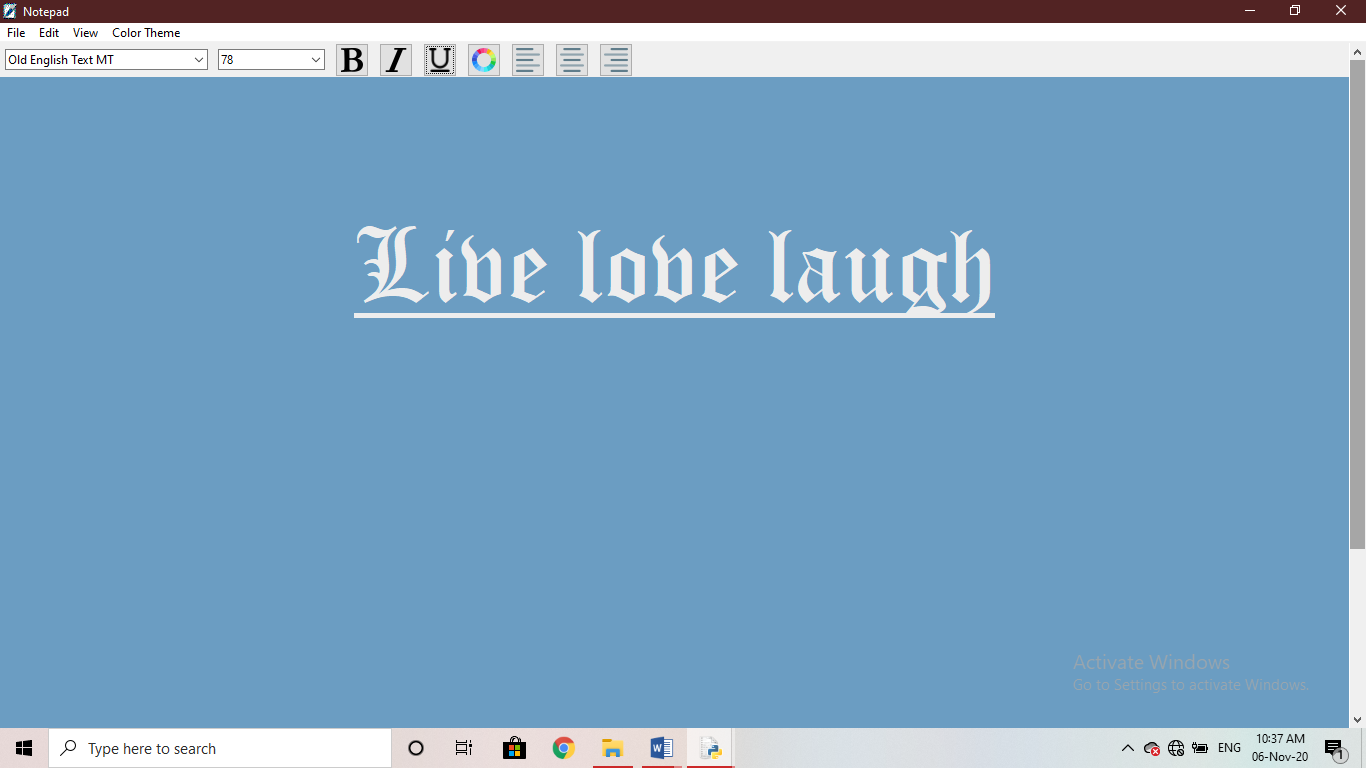 Notepad
File Edit View Color Theme
Old English Text MT 78 B I U
Live love laugh
Activate Windows
Go to Settings to activate Windows.
Type here to search
ENG
10:37 AM
06-Nov-20
1